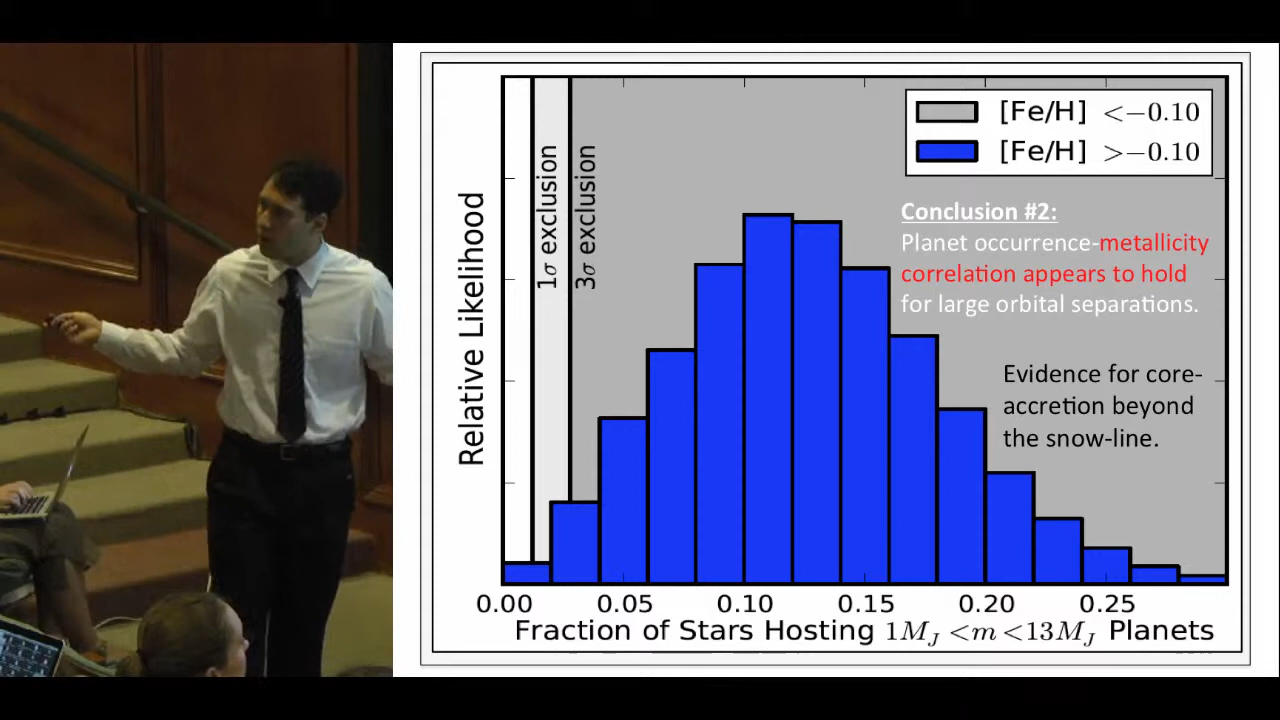 [Fe/H] <−0.10
[Fe/H] >−0.10
1σ exclusion
3σ exclusion
Conclusion #2:
Planet occurrence-metallicity
correlation appears to hold
for large orbital separations.
Evidence for core-
accretion beyond
the snow-line.
Relative Likelihood
0.00 0.05 0.10 0.15 0.20 0.25
Fraction of Stars Hosting 1M_J <m<13M_J Planets